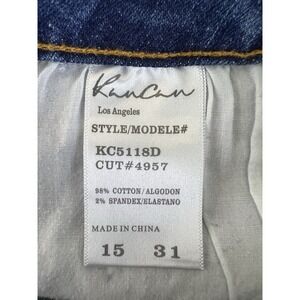 KanCan
Los Angeles
STYLE/MODELE#
KC5118D
CUT#4957
98% COTTON/ALGODON
2% SPANDEX/ELASTANO
MADE IN CHINA
15 31